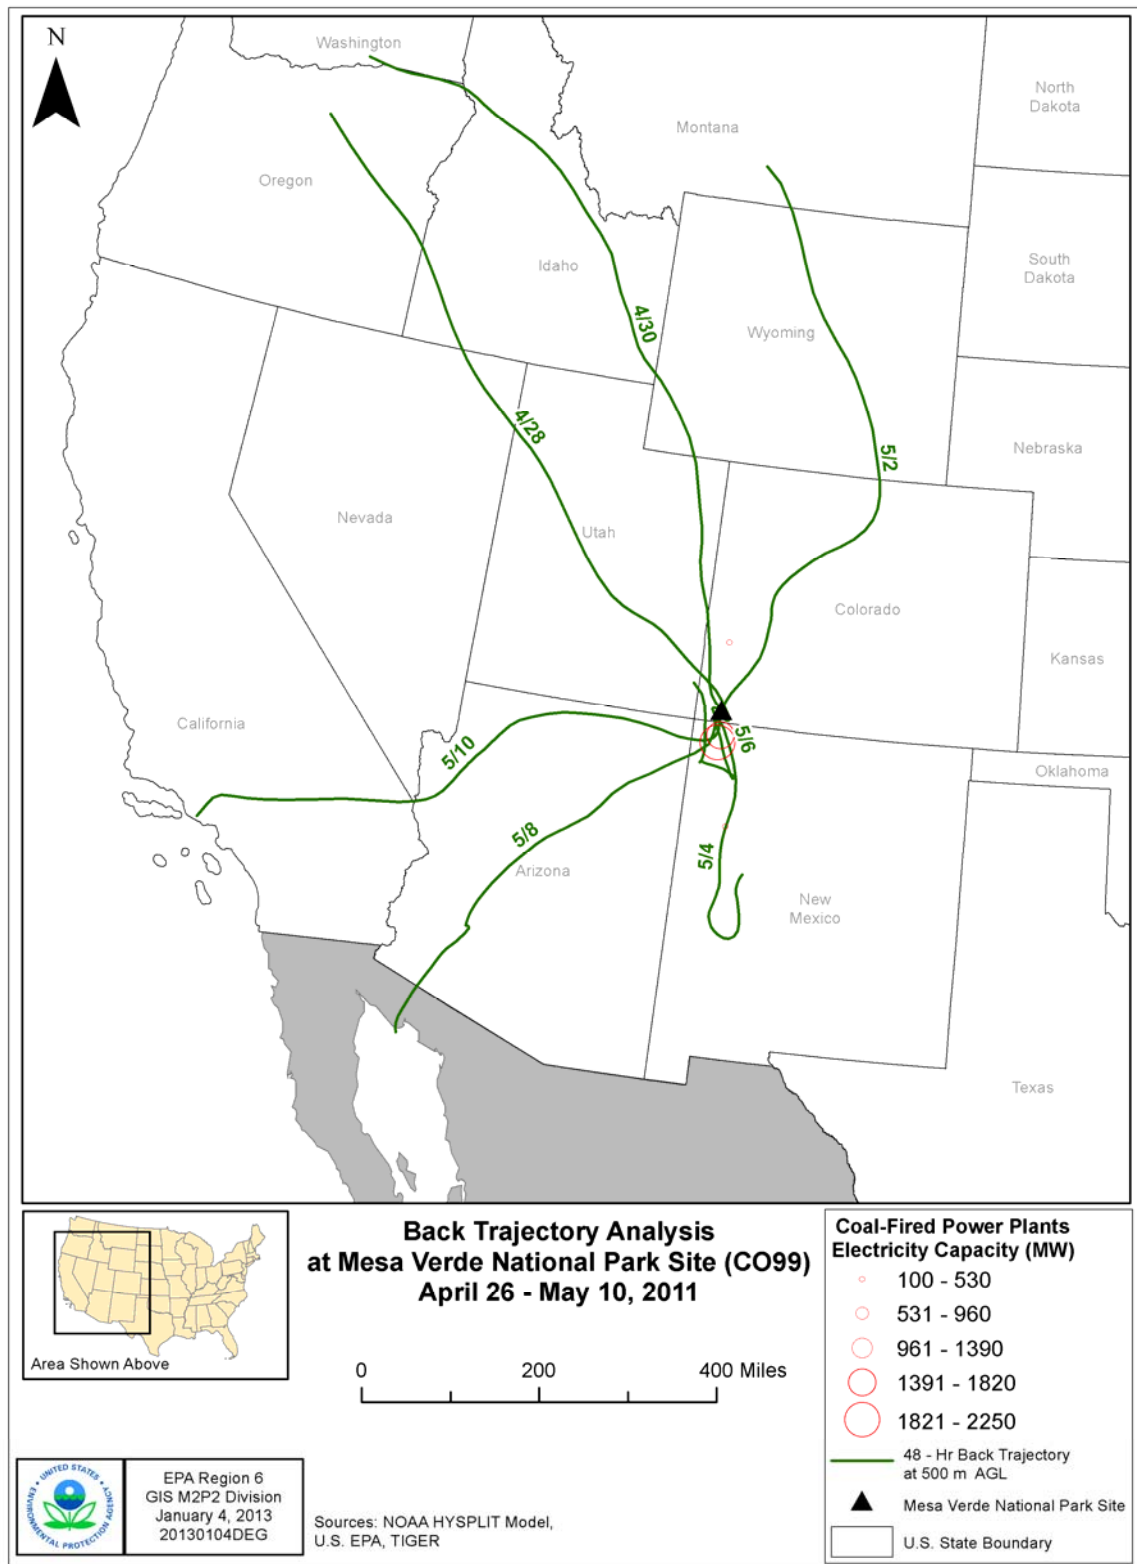 N
Washington
North
Dakota
Montana
Oregon
South
Dakota
Idaho
4/30
Wyoming
4/28
5/2
Nebraska
Nevada
Utah
Colorado
Kansas
California
5/10
5/6
Oklahoma
5/8
5/4
Arizona
New
Mexico
Texas
Area Shown Above
Back Trajectory Analysis
at Mesa Verde National Park Site (CO99)
April 26 - May 10, 2011
0 200 400 Miles
Coal-Fired Power Plants
Electricity Capacity (MW)
100 - 530
531 - 960
961 - 1390
1391 - 1820
1821 - 2250
48 - Hr Back Trajectory
at 500 m AGL
Mesa Verde National Park Site
U.S. State Boundary
UNITED STATES
ENVIRONMENTAL PROTECTION AGENCY
EPA Region 6
GIS M2P2 Division
January 4, 2013
20130104DEG
Sources: NOAA HYSPLIT Model,
U.S. EPA, TIGER